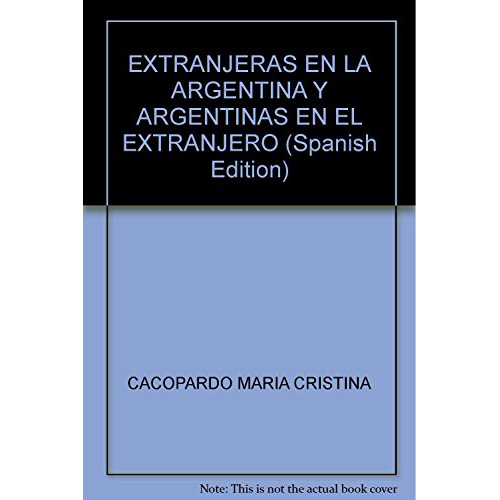 EXTRANJERAS EN LA
ARGENTINA Y
ARGENTINAS EN EL
EXTRANJERO (Spanish
Edition)
CACOPARDO MARIA CRISTINA
Note: This is not the actual book cover